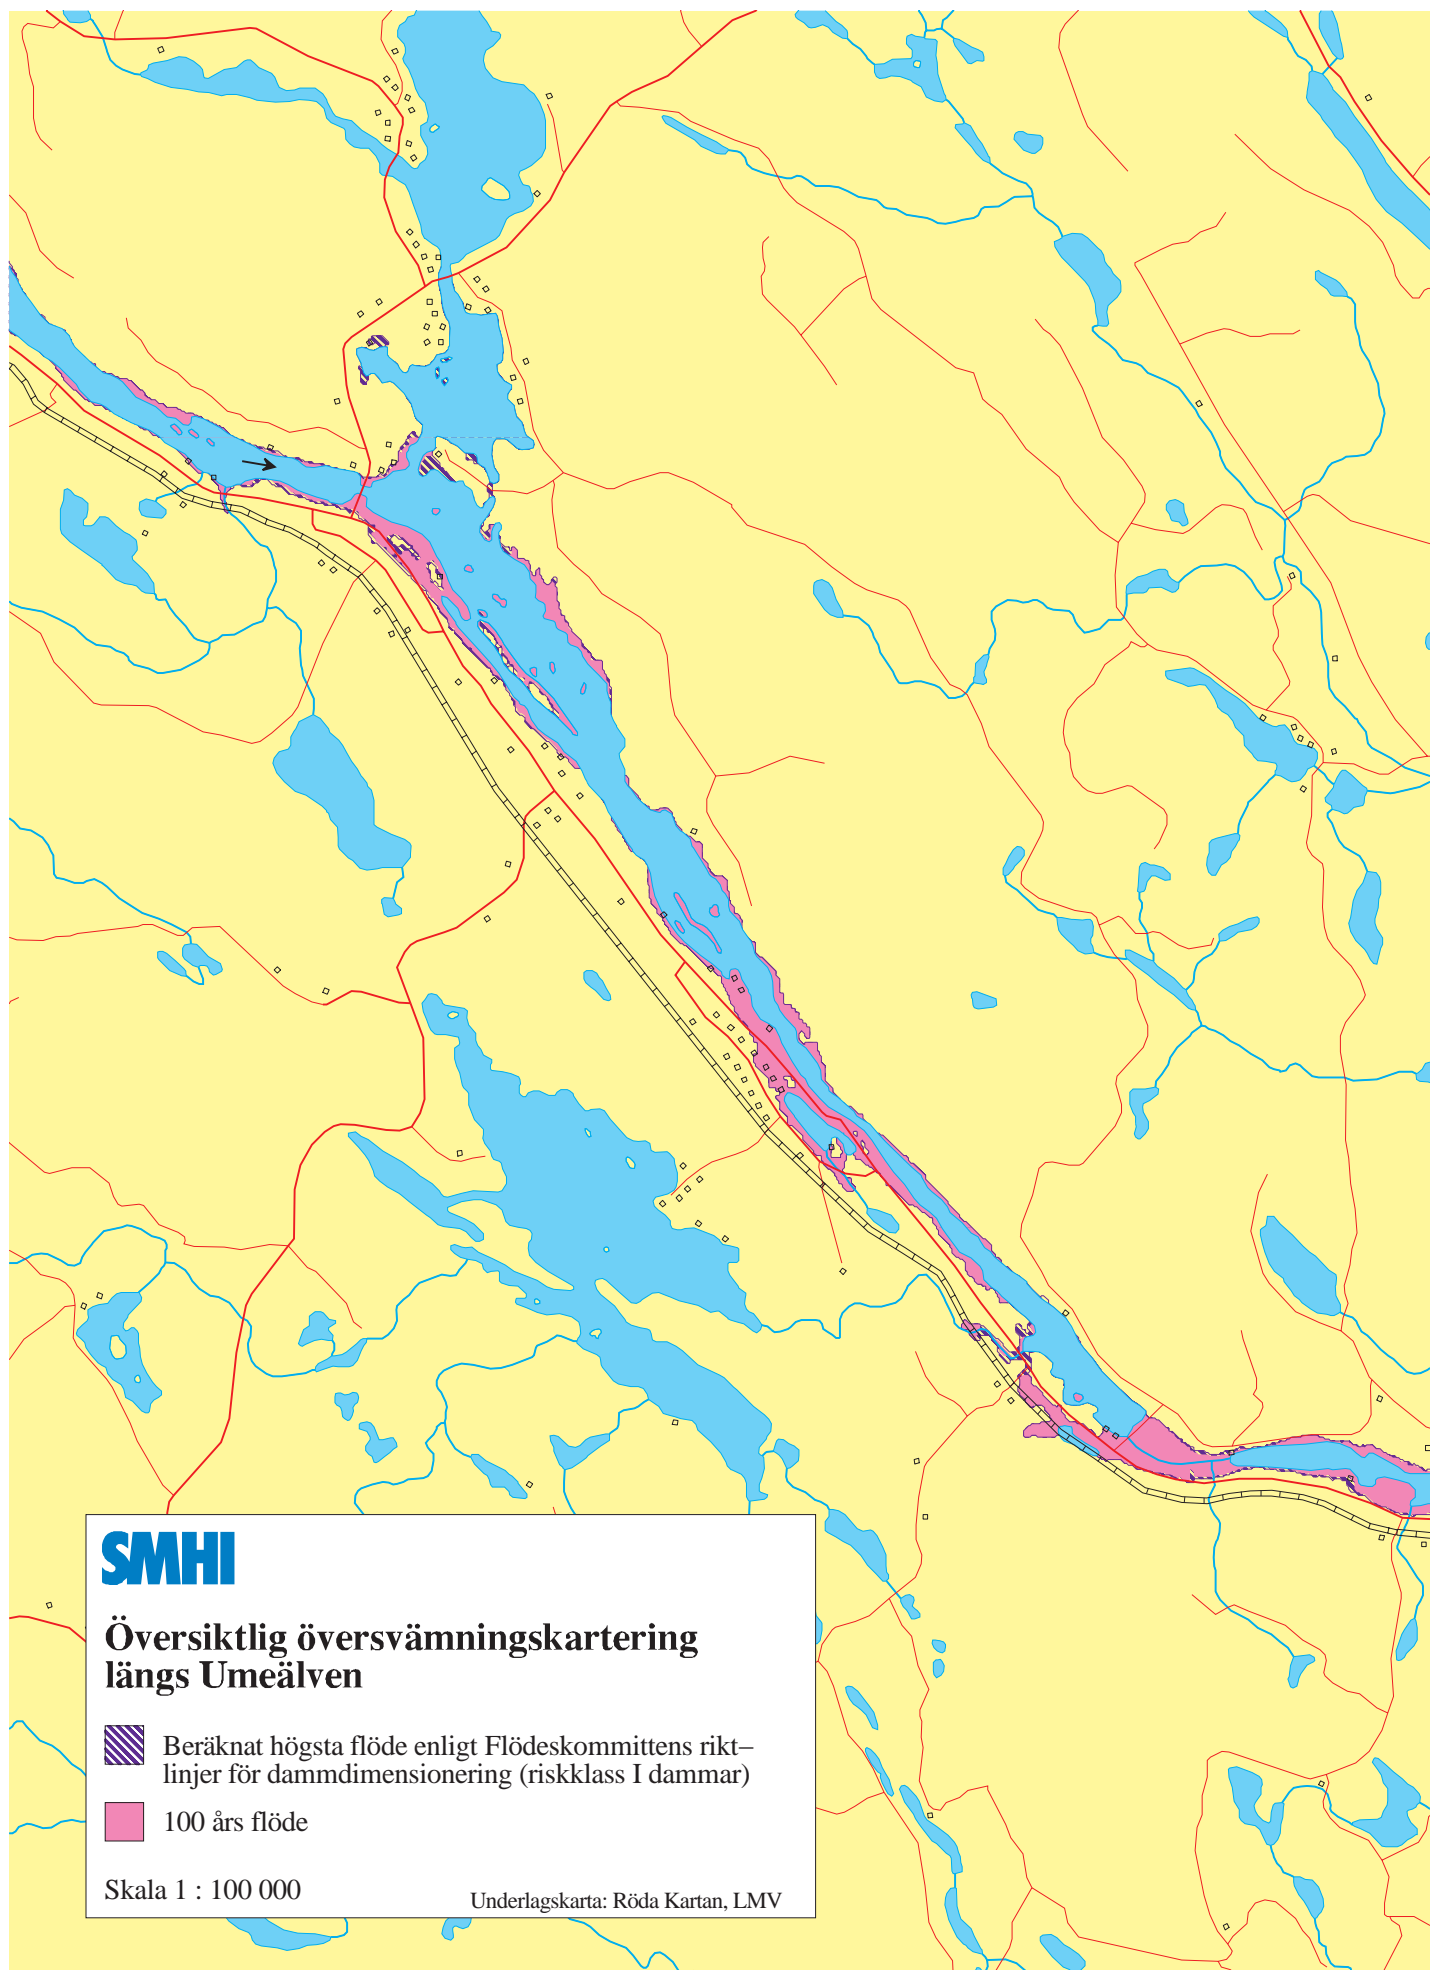 SMHI
Översiktlig översvämningskartering
längs Umeälven
Beräknat högsta flöde enligt Flödeskommittens rikt–
linjer för dammdimensionering (riskklass I dammar)
100 års flöde
Skala 1 : 100 000
Underlagskarta: Röda Kartan, LMV